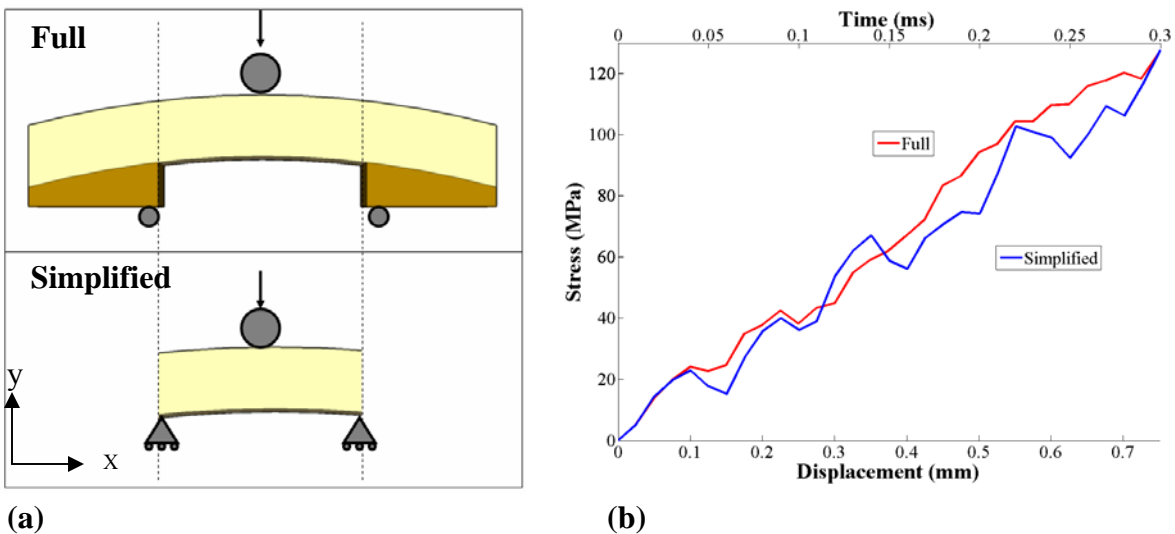 Full
Simplified
y
x
(a)
Time (ms)
0 0.05 0.1 0.15 0.2 0.25 0.3
Stress (MPa)
120
100
80
60
40
20
0
Full
Simplified
0 0.1 0.2 0.3 0.4 0.5 0.6 0.7
Displacement (mm)
(b)